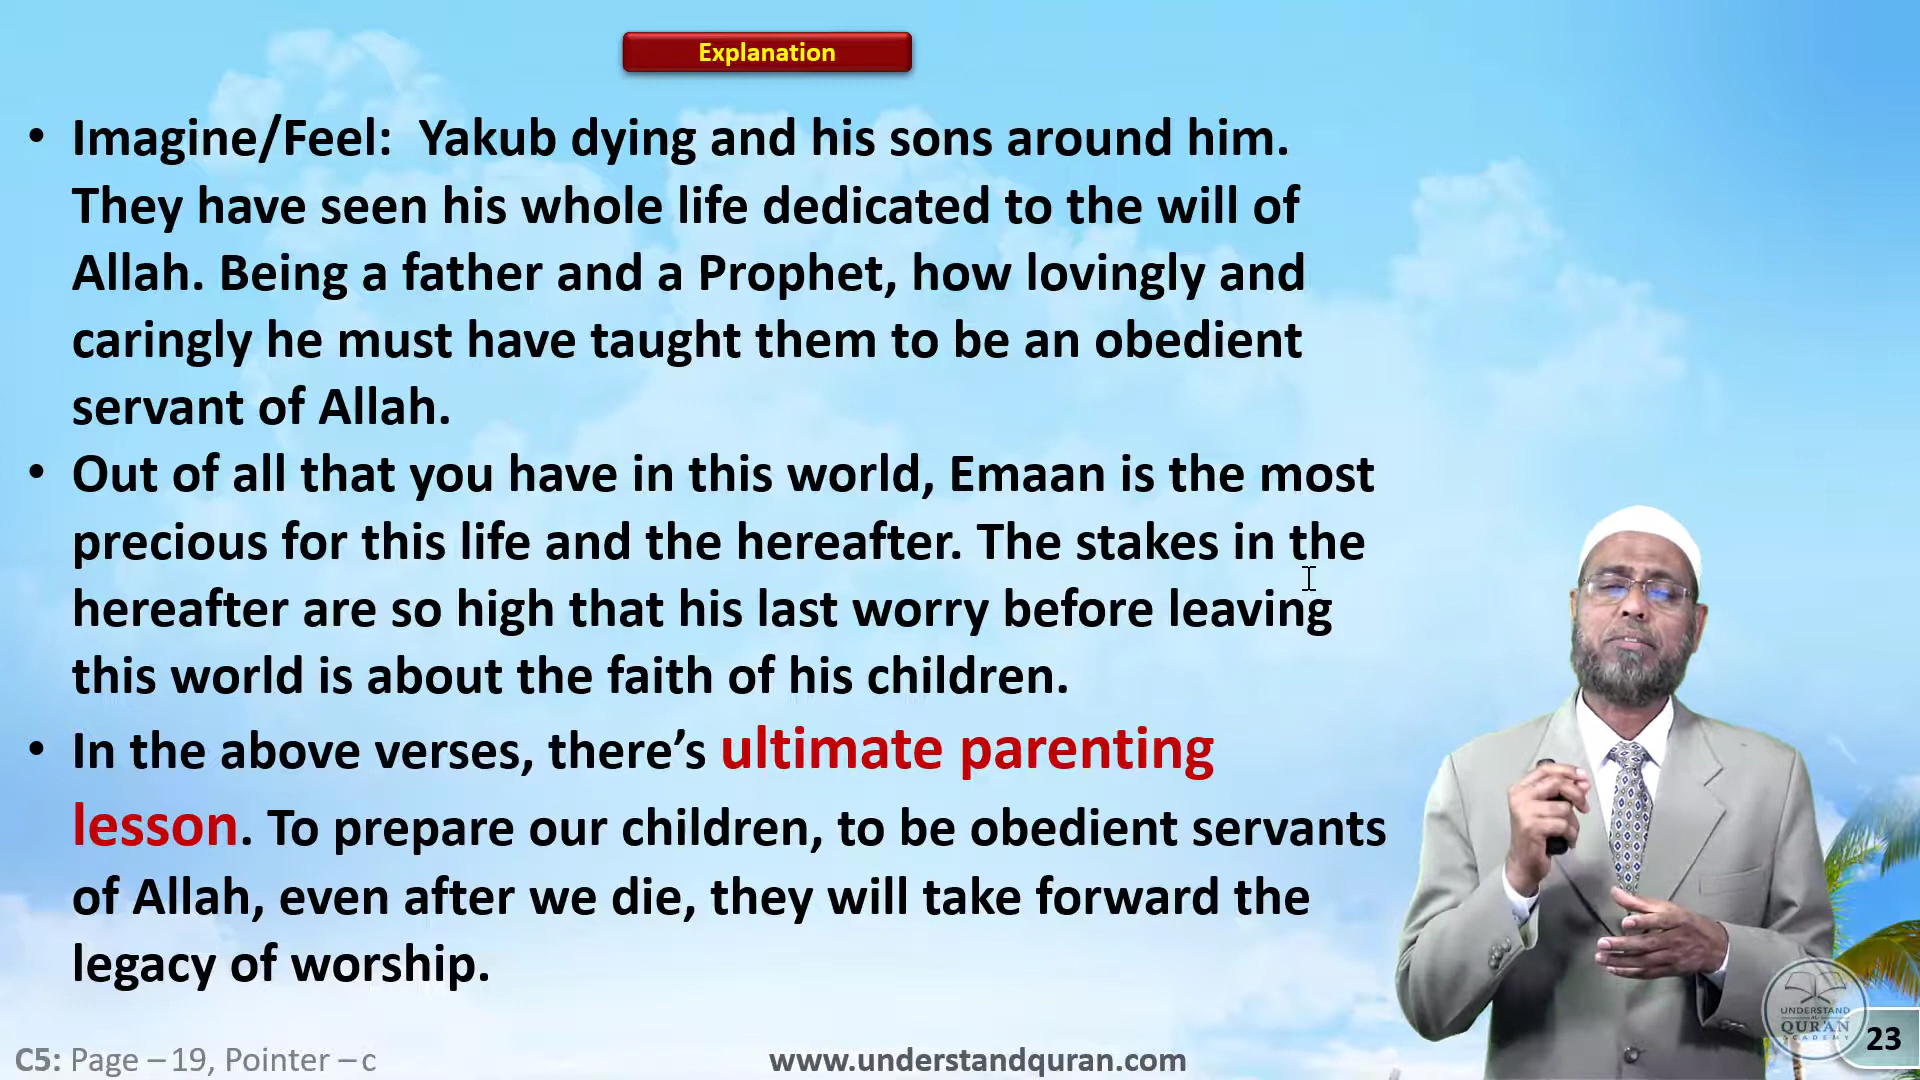 Explanation
• Imagine/Feel:  Yakub dying and his sons around him.
They have seen his whole life dedicated to the will of
Allah. Being a father and a Prophet, how lovingly and
caringly he must have taught them to be an obedient
servant of Allah.
• Out of all that you have in this world, Emaan is the most
precious for this life and the hereafter. The stakes in the
hereafter are so high that his last worry before leaving
this world is about the faith of his children.
• In the above verses, there’s ultimate parenting
lesson. To prepare our children, to be obedient servants
of Allah, even after we die, they will take forward the
legacy of worship.
UNDERSTAND
QUR'AN
ACADEMY
23
C5: Page – 19, Pointer – c
www.understandquran.com